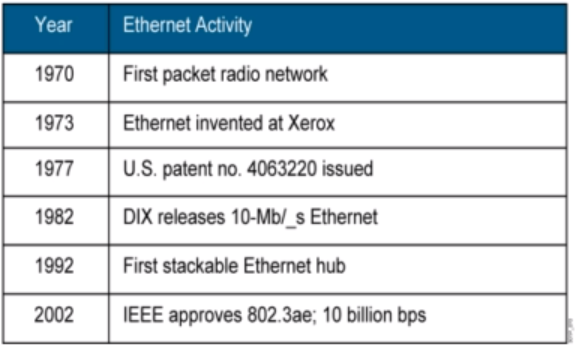 Year Ethernet Activity
1970 First packet radio network
1973 Ethernet invented at Xerox
1977 U.S. patent no. 4063220 issued
1982 DIX releases 10-Mb/_s Ethernet
1992 First stackable Ethernet hub
2002 IEEE approves 802.3ae; 10 billion bps